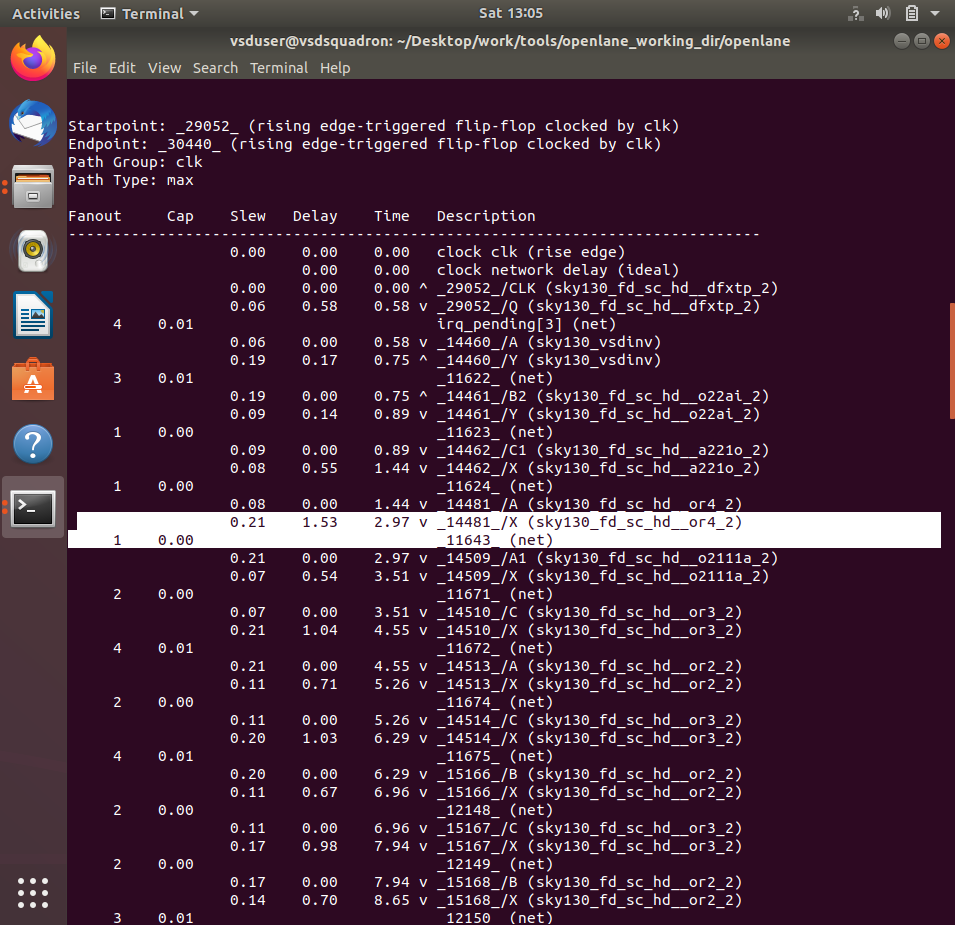 Activities Terminal Sat 13:05
vsduser@vsdsquadron: ~/Desktop/work/tools/openlane_working_dir/openlane
File Edit View Search Terminal Help
Startpoint: _29052_ (rising edge-triggered flip-flop clocked by clk)
Endpoint: _30440_ (rising edge-triggered flip-flop clocked by clk)
Path Group: clk
Path Type: max
Fanout Cap Slew Delay Time Description
-----------------------------------------------------------------------------
0.00 0.00 0.00 clock clk (rise edge)
0.00 0.00 clock network delay (ideal)
0.00 0.00 0.00 ^ _29052_/CLK (sky130_fd_sc_hd__dfxtp_2)
0.06 0.58 0.58 v _29052_/Q (sky130_fd_sc_hd__dfxtp_2)
4 0.01 irq_pending[3] (net)
0.06 0.00 0.58 v _14460_/A (sky130_vsdinv)
0.19 0.17 0.75 ^ _14460_/Y (sky130_vsdinv)
3 0.01 _11622_ (net)
0.19 0.00 0.75 ^ _14461_/B2 (sky130_fd_sc_hd__o22ai_2)
0.09 0.14 0.89 v _14461_/Y (sky130_fd_sc_hd__o22ai_2)
1 0.00 _11623_ (net)
0.09 0.00 0.89 v _14462_/C1 (sky130_fd_sc_hd__a221o_2)
0.08 0.55 1.44 v _14462_/X (sky130_fd_sc_hd__a221o_2)
1 0.00 _11624_ (net)
0.08 0.00 1.44 v _14481_/A (sky130_fd_sc_hd__or4_2)
0.21 1.53 2.97 v _14481_/X (sky130_fd_sc_hd__or4_2)
1 0.00 _11643_ (net)
0.21 0.00 2.97 v _14509_/A1 (sky130_fd_sc_hd__o2111a_2)
0.07 0.54 3.51 v _14509_/X (sky130_fd_sc_hd__o2111a_2)
2 0.00 _11671_ (net)
0.07 0.00 3.51 v _14510_/C (sky130_fd_sc_hd__or3_2)
0.21 1.04 4.55 v _14510_/X (sky130_fd_sc_hd__or3_2)
4 0.01 _11672_ (net)
0.21 0.00 4.55 v _14513_/A (sky130_fd_sc_hd__or2_2)
0.11 0.71 5.26 v _14513_/X (sky130_fd_sc_hd__or2_2)
2 0.00 _11674_ (net)
0.11 0.00 5.26 v _14514_/C (sky130_fd_sc_hd__or3_2)
0.20 1.03 6.29 v _14514_/X (sky130_fd_sc_hd__or3_2)
4 0.01 _11675_ (net)
0.20 0.00 6.29 v _15166_/B (sky130_fd_sc_hd__or2_2)
0.11 0.67 6.96 v _15166_/X (sky130_fd_sc_hd__or2_2)
2 0.00 _12148_ (net)
0.11 0.00 6.96 v _15167_/C (sky130_fd_sc_hd__or3_2)
0.17 0.98 7.94 v _15167_/X (sky130_fd_sc_hd__or3_2)
2 0.00 _12149_ (net)
0.17 0.00 7.94 v _15168_/B (sky130_fd_sc_hd__or2_2)
0.14 0.70 8.65 v _15168_/X (sky130_fd_sc_hd__or2_2)
3 0.01 _12150_ (net)